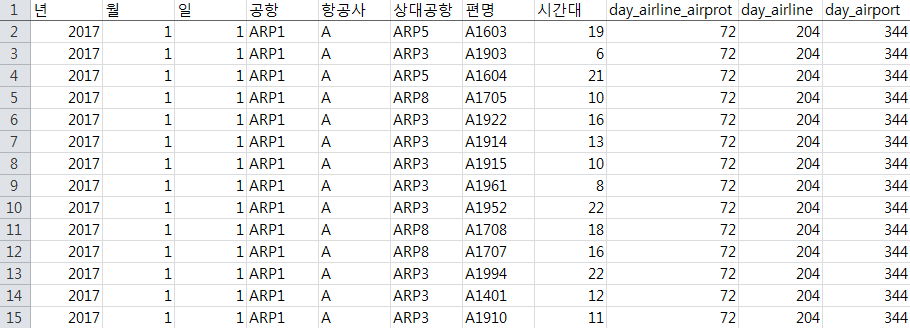 1 년 월 일 공항 항공사 상대공항 편명 시간대 day_airline_airprot day_airline day_airport
2 2017 1 1 ARP1 A ARP5 A1603 19 72 204 344
3 2017 1 1 ARP1 A ARP3 A1903 6 72 204 344
4 2017 1 1 ARP1 A ARP5 A1604 21 72 204 344
5 2017 1 1 ARP1 A ARP8 A1705 10 72 204 344
6 2017 1 1 ARP1 A ARP3 A1922 16 72 204 344
7 2017 1 1 ARP1 A ARP3 A1914 13 72 204 344
8 2017 1 1 ARP1 A ARP3 A1915 10 72 204 344
9 2017 1 1 ARP1 A ARP3 A1961 8 72 204 344
10 2017 1 1 ARP1 A ARP3 A1952 22 72 204 344
11 2017 1 1 ARP1 A ARP8 A1708 18 72 204 344
12 2017 1 1 ARP1 A ARP8 A1707 16 72 204 344
13 2017 1 1 ARP1 A ARP3 A1994 22 72 204 344
14 2017 1 1 ARP1 A ARP3 A1401 12 72 204 344
15 2017 1 1 ARP1 A ARP3 A1910 11 72 204 344